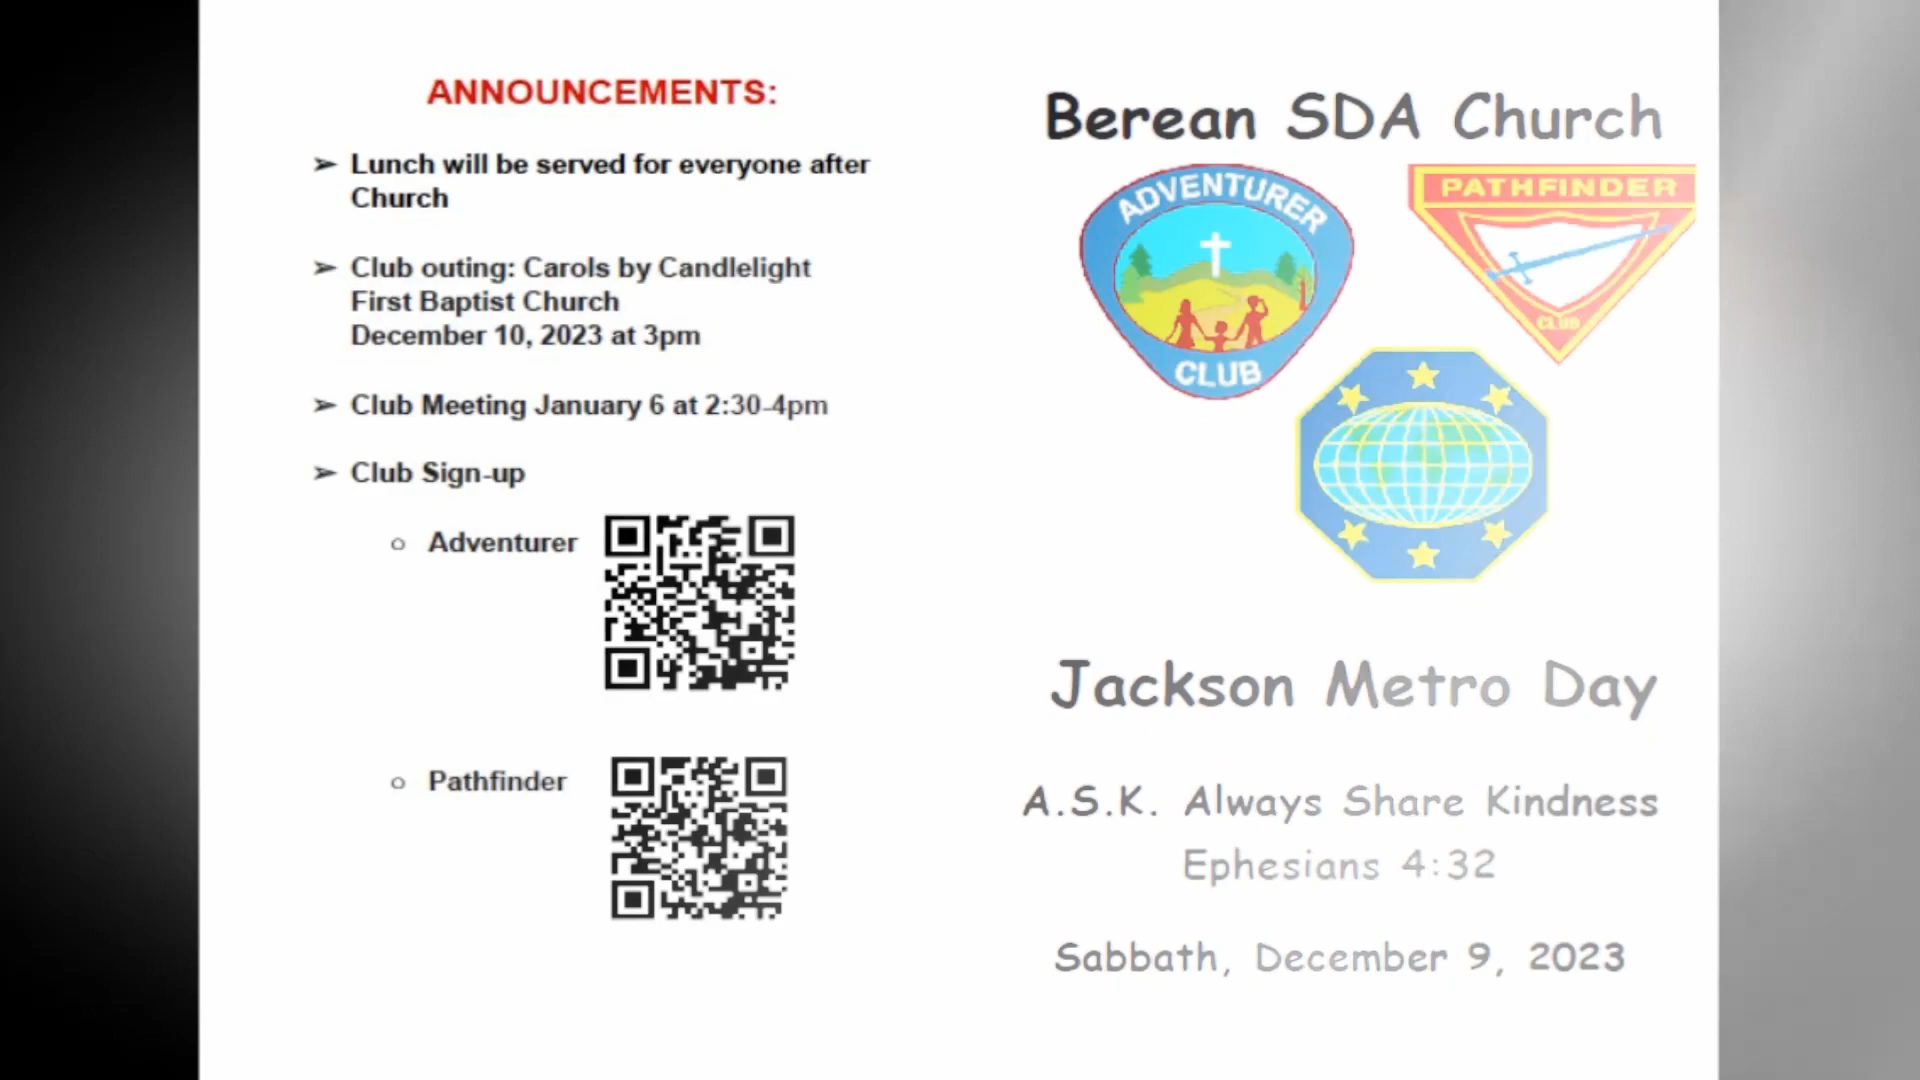 ANNOUNCEMENTS:
➢ Lunch will be served for everyone after
Church
➢ Club outing: Carols by Candlelight
First Baptist Church
December 10, 2023 at 3pm
➢ Club Meeting January 6 at 2:30-4pm
➢ Club Sign-up
o Adventurer
o Pathfinder
Berean SDA Church
ADVENTURER
CLUB
PATHFINDER
CLUB
Jackson Metro Day
A.S.K. Always Share Kindness
Ephesians 4:32
Sabbath, December 9, 2023